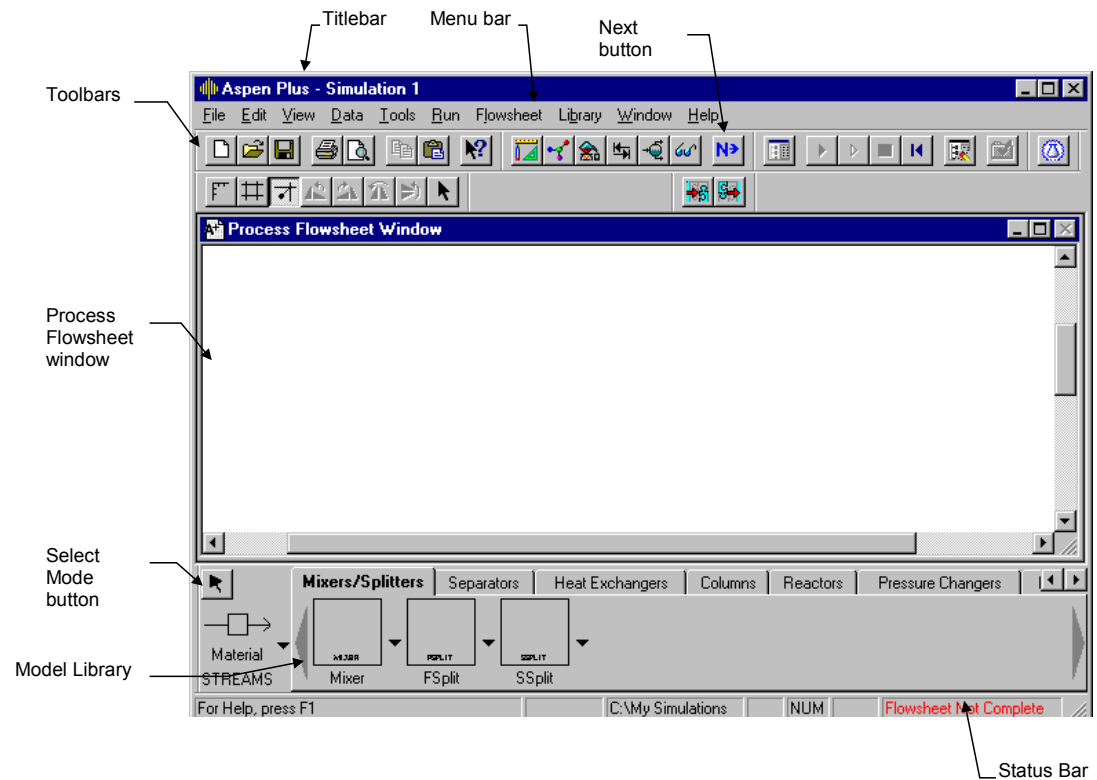 Titlebar
Menu bar
Next
button
Toolbars
Aspen Plus - Simulation 1
File Edit View Data Tools Run Flowsheet Library Window Help
N
Process Flowsheet Window
Process
Flowsheet
window
Select
Mode
button
Mixers/Splitters Separators Heat Exchangers Columns Reactors Pressure Changers
MIXER FSPLIT SSPLIT
Material
STREAMS
Mixer FSplit SSplit
Model Library
For Help, press F1 C:\My Simulations NUM Flowsheet Not Complete
Status Bar